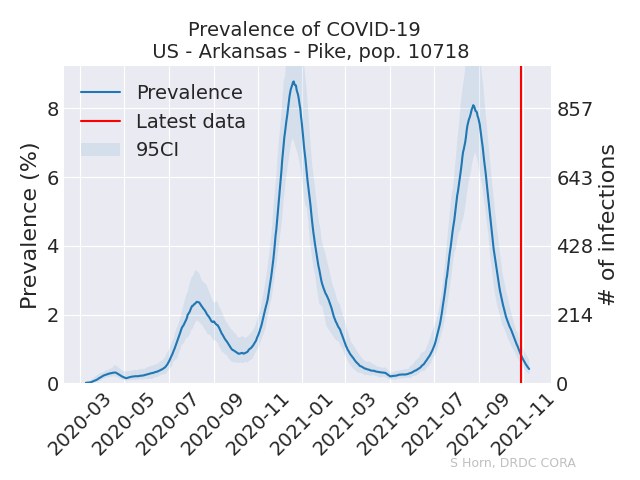 Prevalence of COVID-19
US - Arkansas - Pike, pop. 10718
Prevalence
Latest data
95CI
Prevalence (%)
8
6
4
2
0
# of infections
857
643
428
214
0
2020-03
2020-05
2020-07
2020-09
2020-11
2021-01
2021-03
2021-05
2021-07
2021-09
2021-11
S Horn, DRDC CORA